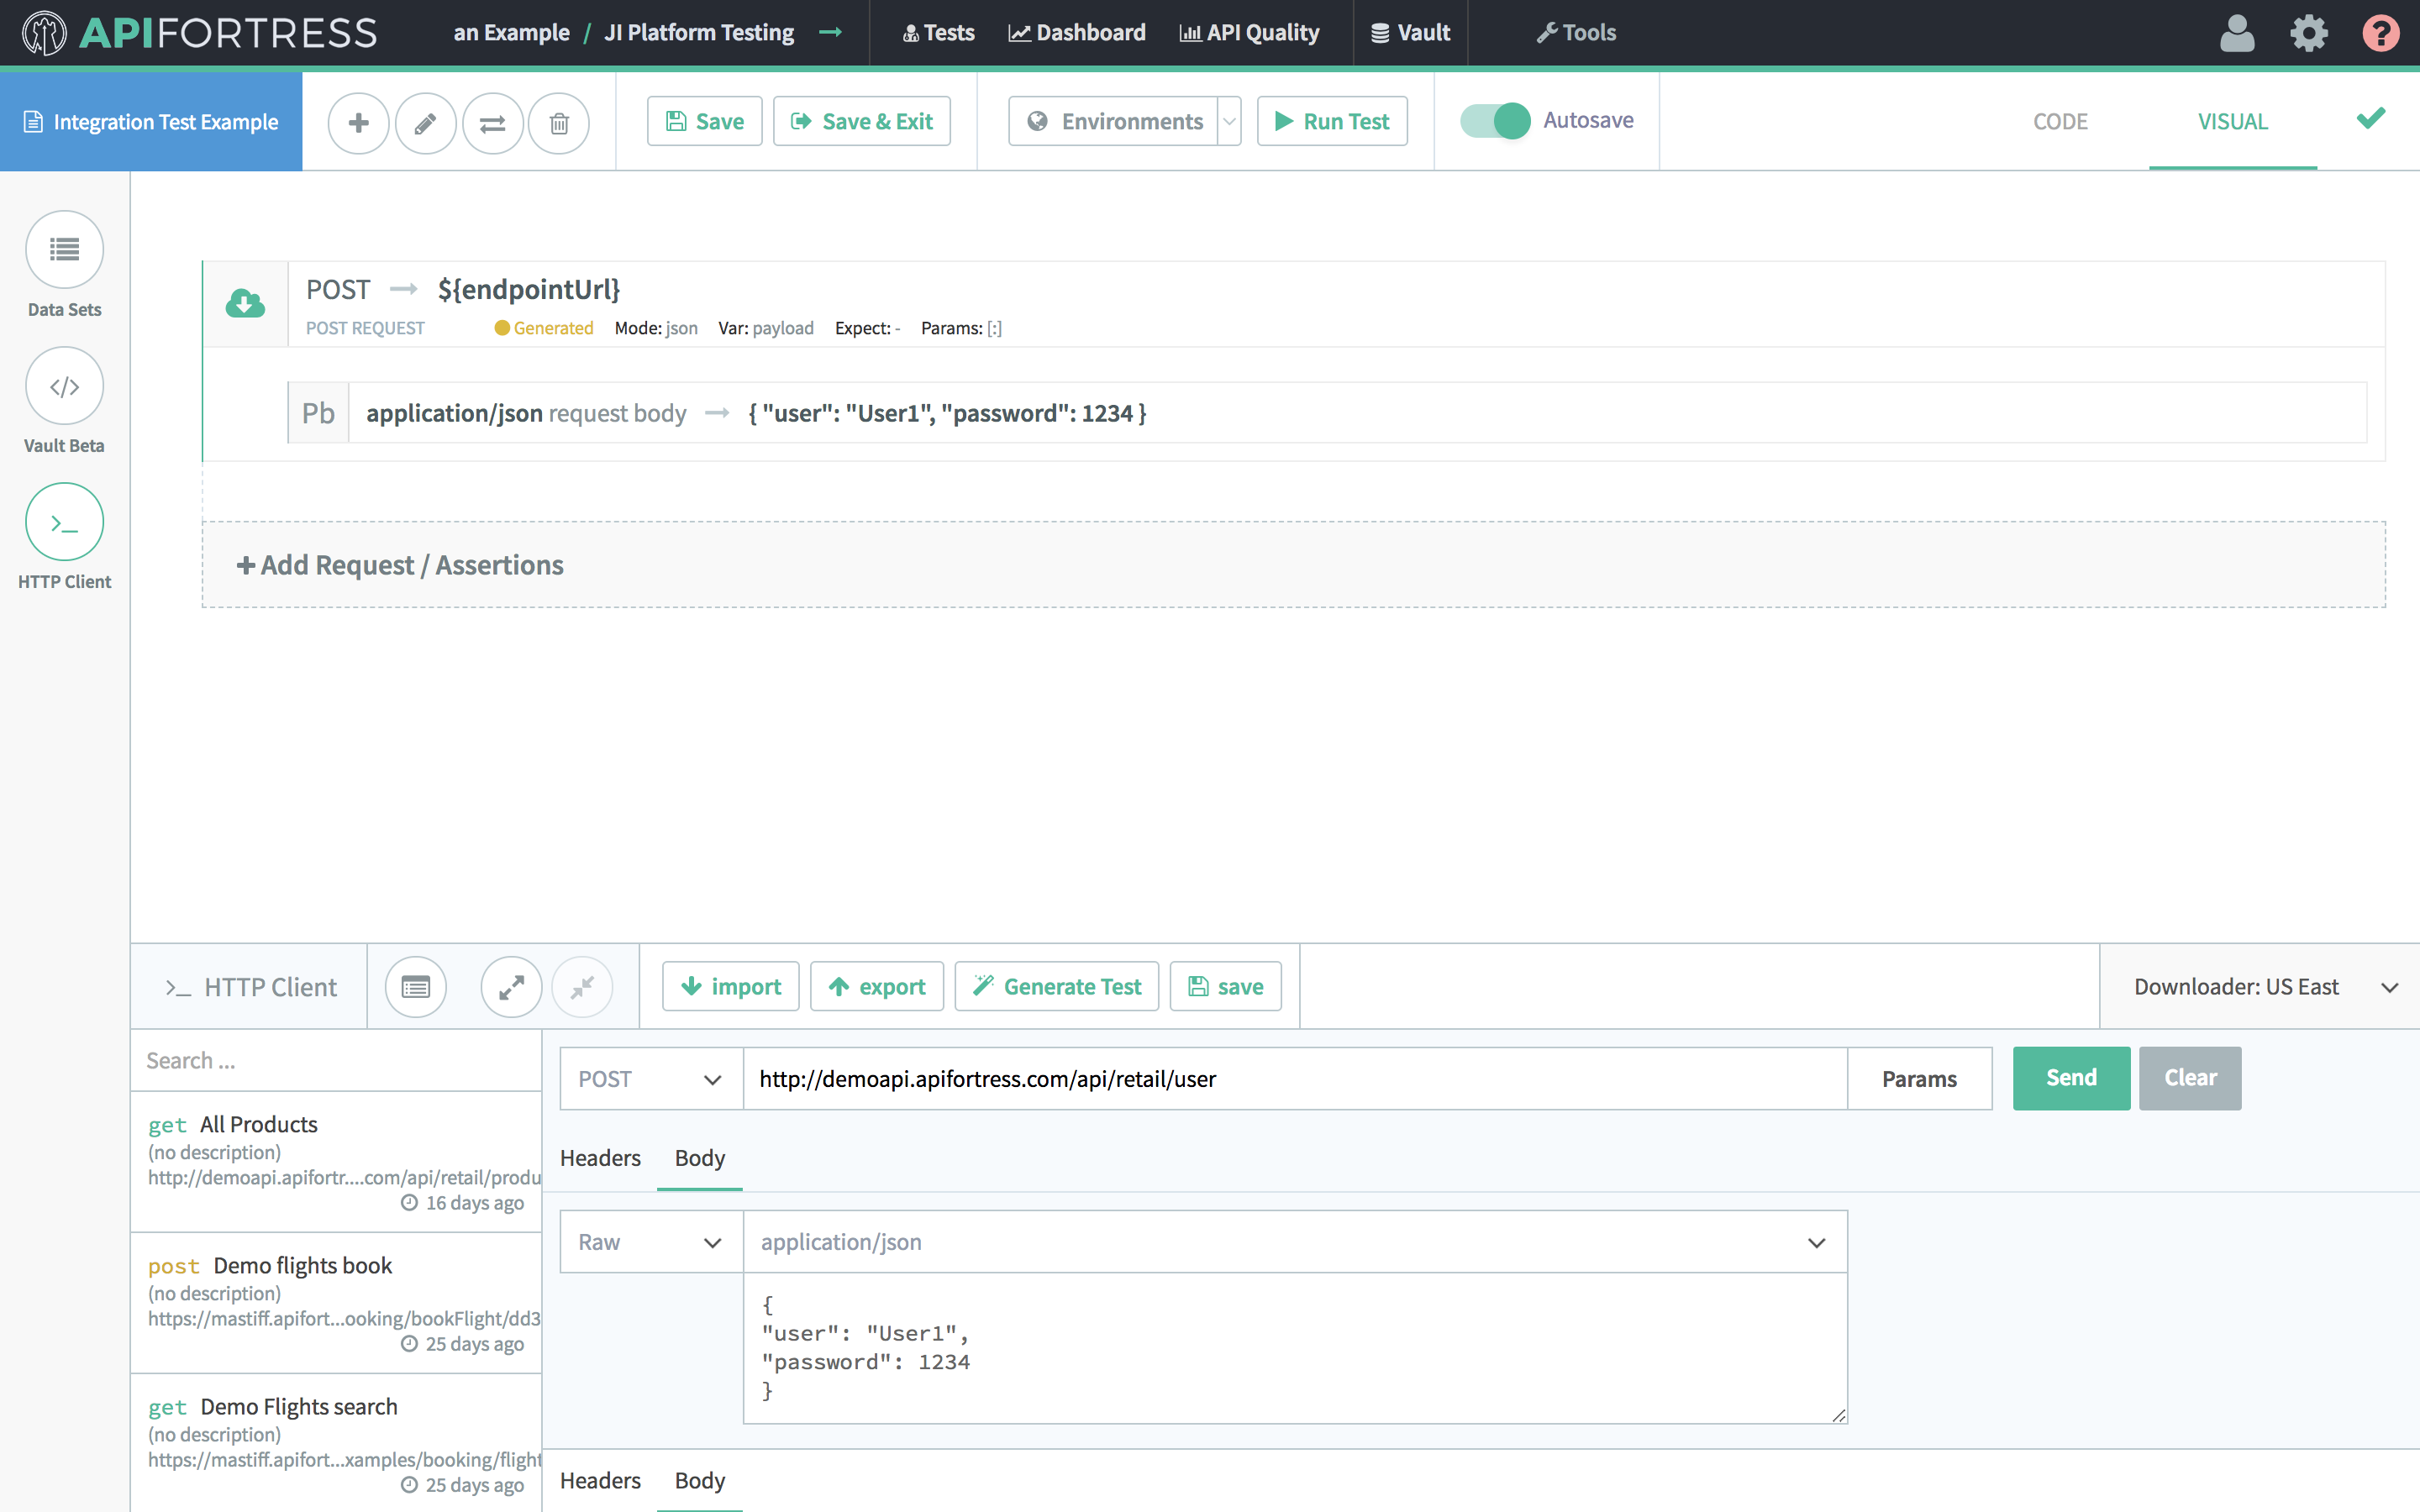 APIFORTRESS
an Example / JI Platform Testing
Tests
Dashboard
API Quality
Vault
Tools
?
Integration Test Example
Save
Save & Exit
Environments
Run Test
Autosave
CODE
VISUAL
Data Sets
</>
Vault Beta
>_
HTTP Client
POST → ${endpointUrl}
POST REQUEST
Generated Mode: json Var: payload Expect: - Params: [:]
Pb
application/json request body → { "user": "User1", "password": 1234 }
+ Add Request / Assertions
>_ HTTP Client
import
export
Generate Test
save
Downloader: US East
Search ...
get All Products
(no description)
http://demoapi.apifortr....com/api/retail/produ
16 days ago
post Demo flights book
(no description)
https://mastiff.apifort...ooking/bookFlight/dd3
25 days ago
get Demo Flights search
(no description)
https://mastiff.apifort...xamples/booking/flight
25 days ago
POST
http://demoapi.apifortress.com/api/retail/user
Params
Send
Clear
Headers
Body
Raw
application/json
{
"user": "User1",
"password": 1234
}
Headers
Body